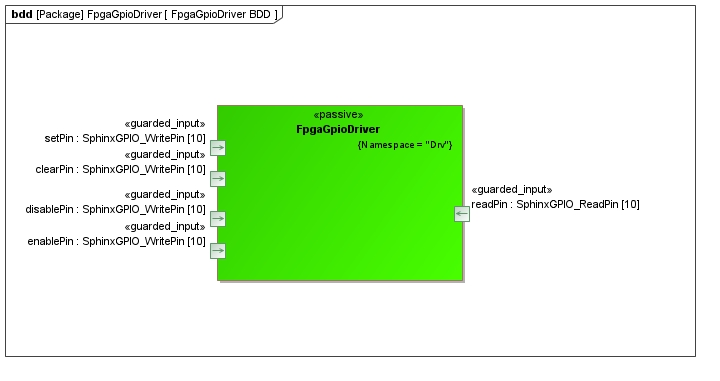 bdd [Package] FpgaGpioDriver [ FpgaGpioDriver BDD ]
«passive»
FpgaGpioDriver
{Namespace = "Drv"}
«guarded_input»
setPin : SphinxGPIO_WritePin [10]
«guarded_input»
clearPin : SphinxGPIO_WritePin [10]
«guarded_input»
disablePin : SphinxGPIO_WritePin [10]
«guarded_input»
enablePin : SphinxGPIO_WritePin [10]
«guarded_input»
readPin : SphinxGPIO_ReadPin [10]